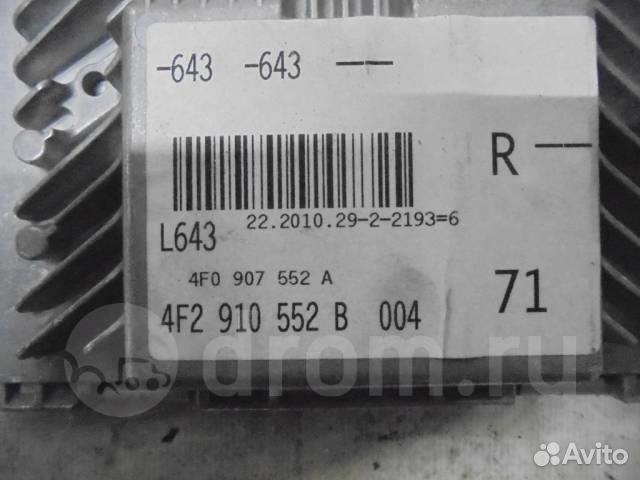 -643 -643 —
R —
22.2010.29-2-2193=6
L643
4F0 907 552 A
4F2 910 552 B 004
71
drom.ru
Avito